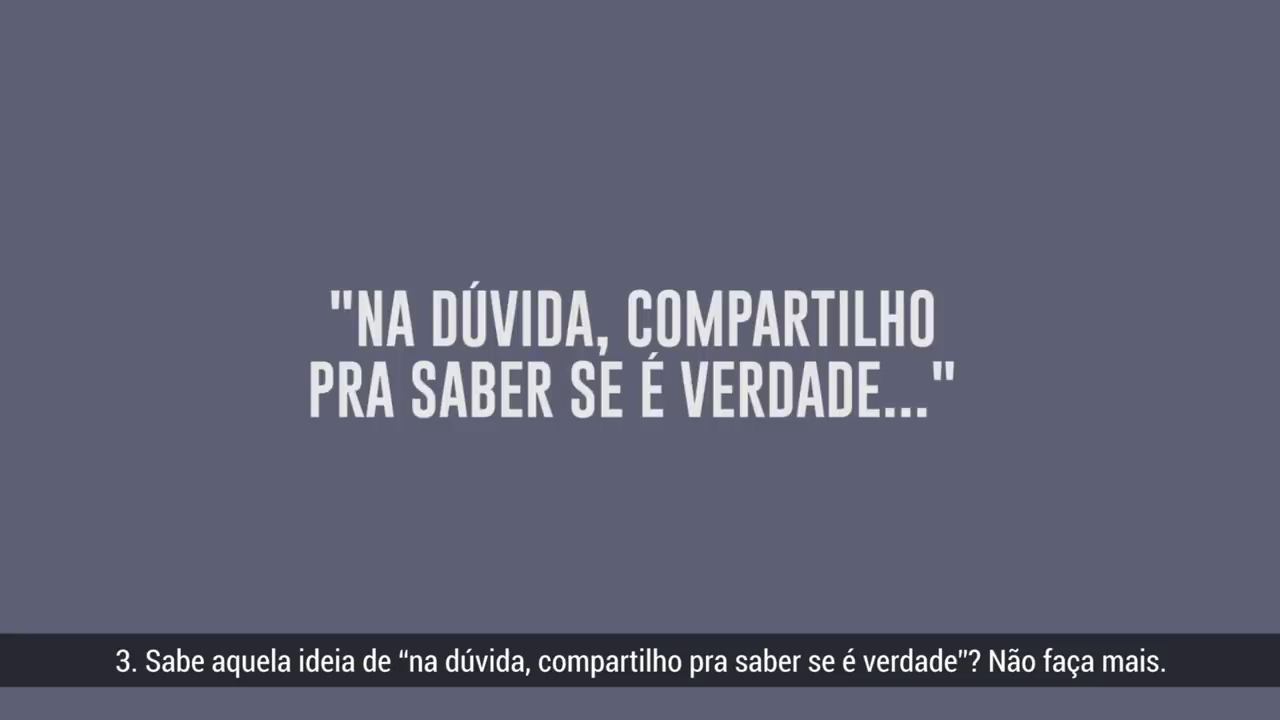 "NA DÚVIDA, COMPARTILHO
PRA SABER SE É VERDADE..."
3. Sabe aquela ideia de “na dúvida, compartilho pra saber se é verdade”? Não faça mais.